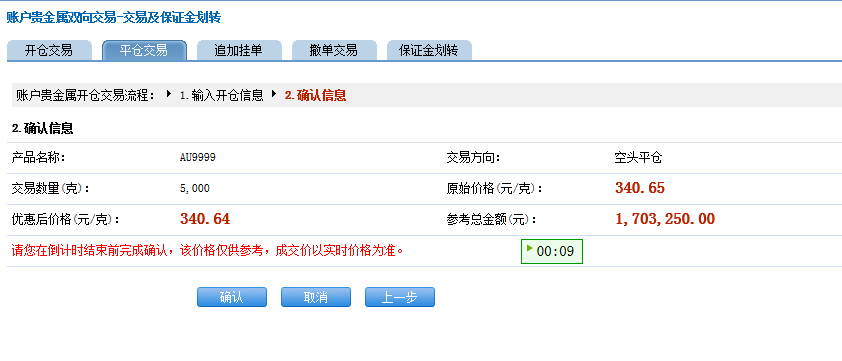 账户贵金属双向交易-交易及保证金划转
开仓交易 平仓交易 追加挂单 撤单交易 保证金划转
账户贵金属开仓交易流程: 1.输入开仓信息 2.确认信息
2.确认信息
产品名称: AU9999 交易方向: 空头平仓
交易数量(克): 5,000 原始价格(元/克): 340.65
优惠后价格(元/克): 340.64 参考总金额(元): 1,703,250.00
请您在倒计时结束前完成确认，该价格仅供参考，成交价以实时价格为准。 00:09
确认 取消 上一步